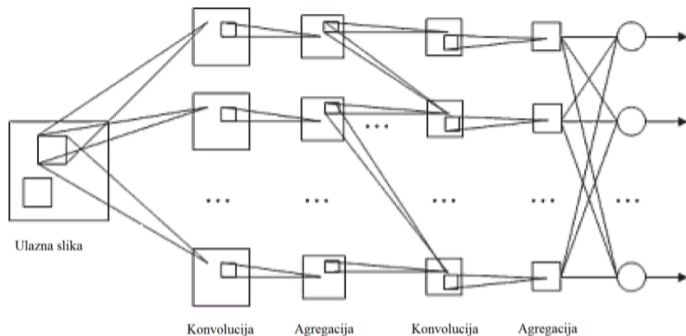 ...
... ... ... ... ...
Ulazna slika
Konvolucija Agregacija Konvolucija Agregacija